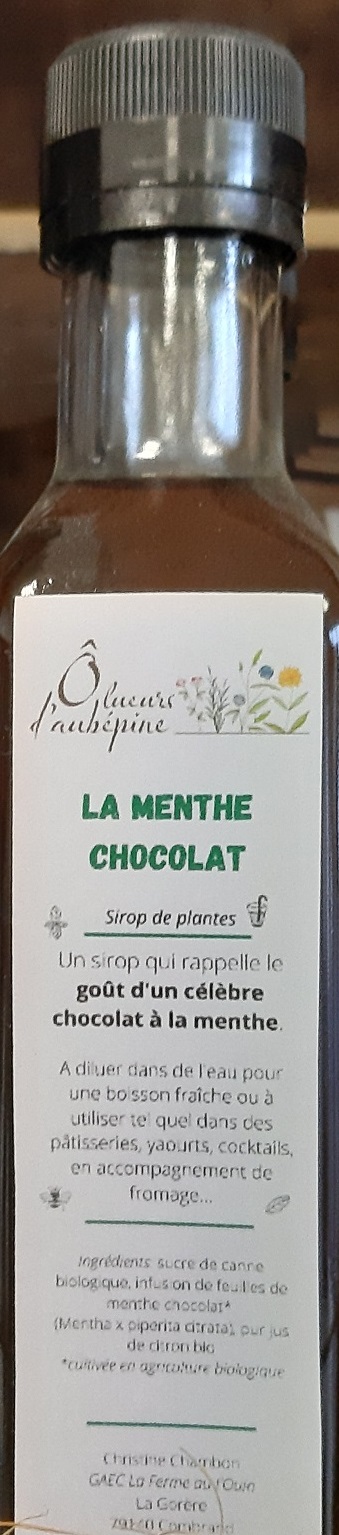 Ô lueurs
d'aubépine
LA MENTHE
CHOCOLAT
Sirop de plantes
Un sirop qui rappelle le
goût d'un célèbre
chocolat à la menthe.
A diluer dans de l'eau pour
une boisson fraîche ou à
utiliser tel quel dans des
pâtisseries, yaourts, cocktails,
en accompagnement de
fromage...
Ingrédients: sucre de canne
biologique, infusion de feuilles de
menthe chocolat*
(Mentha x piperita citrata), pur jus
de citron bio
*cultivée en agriculture biologique
Christine Chambon
GAEC La Ferme au l'Ouin
La Gorère
79140 Combrand